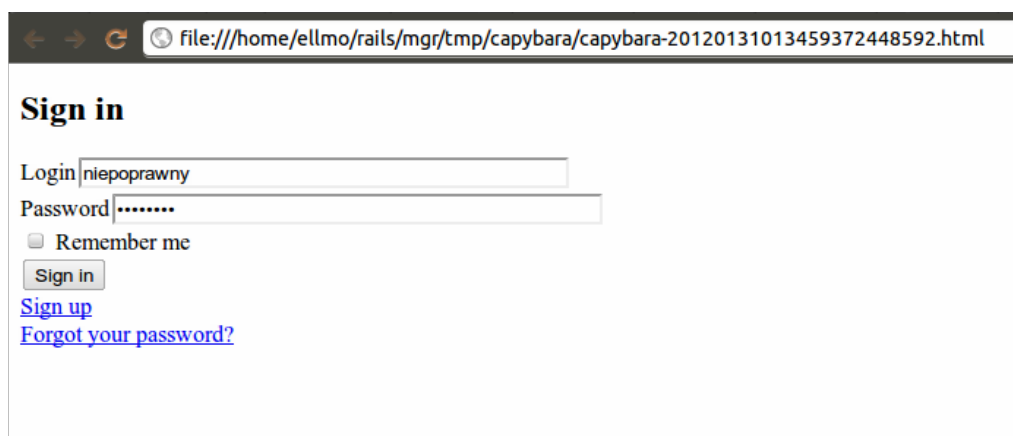 file:///home/ellmo/rails/mgr/tmp/capybara/capybara-20120131013459372448592.html
Sign in
Login niepoprawny
Password ••••••••
Remember me
Sign in
Sign up
Forgot your password?